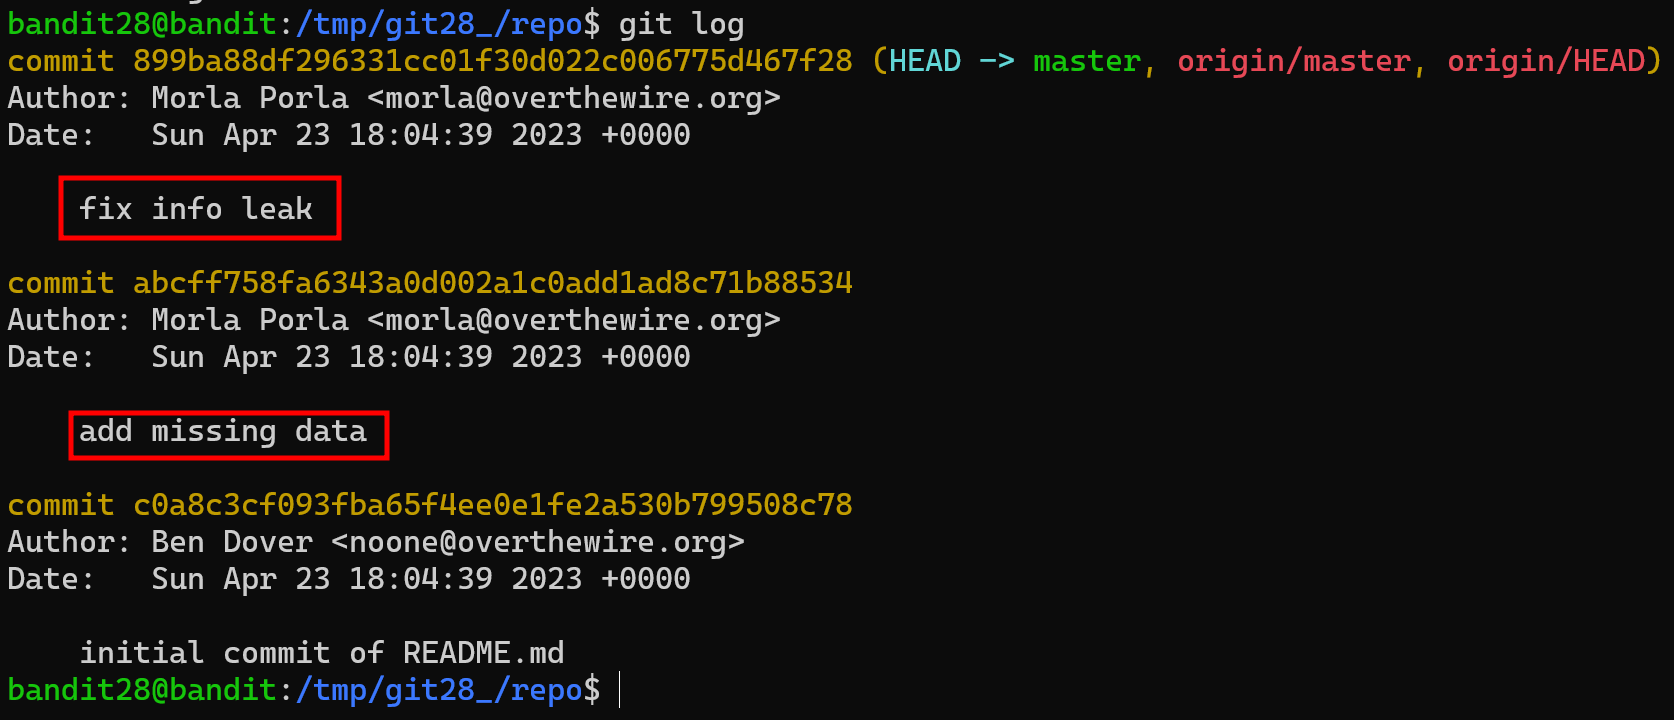 bandit28@bandit:/tmp/git28_/repo$ git log
commit 899ba88df296331cc01f30d022c006775d467f28 (HEAD -> master, origin/master, origin/HEAD)
Author: Morla Porla <morla@overthewire.org>
Date:   Sun Apr 23 18:04:39 2023 +0000
fix info leak
commit abcff758fa6343a0d002a1c0add1ad8c71b88534
Author: Morla Porla <morla@overthewire.org>
Date:   Sun Apr 23 18:04:39 2023 +0000
add missing data
commit c0a8c3cf093fba65f4ee0e1fe2a530b799508c78
Author: Ben Dover <noone@overthewire.org>
Date:   Sun Apr 23 18:04:39 2023 +0000
initial commit of README.md
bandit28@bandit:/tmp/git28_/repo$